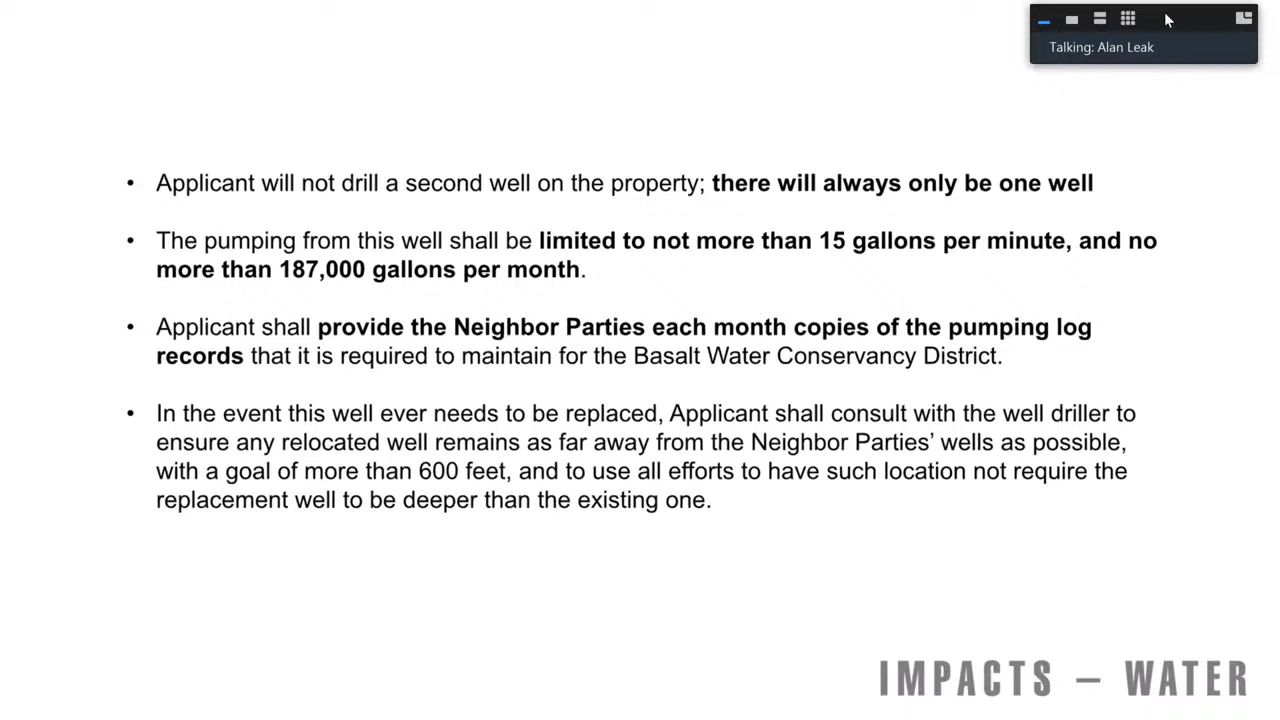 Talking: Alan Leak
• Applicant will not drill a second well on the property; there will always only be one well
• The pumping from this well shall be limited to not more than 15 gallons per minute, and no
more than 187,000 gallons per month.
• Applicant shall provide the Neighbor Parties each month copies of the pumping log
records that it is required to maintain for the Basalt Water Conservancy District.
• In the event this well ever needs to be replaced, Applicant shall consult with the well driller to
ensure any relocated well remains as far away from the Neighbor Parties’ wells as possible,
with a goal of more than 600 feet, and to use all efforts to have such location not require the
replacement well to be deeper than the existing one.
IMPACTS – WATER